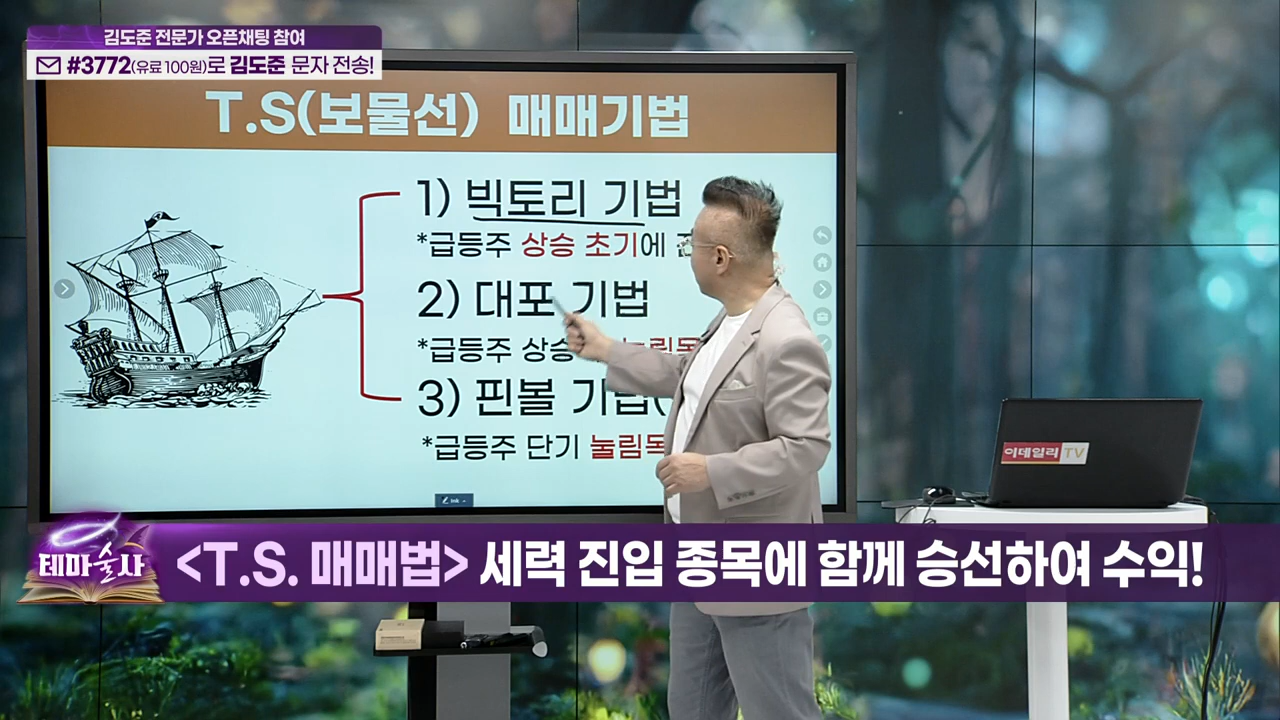 김도준 전문가 오픈채팅 참여
#3772(유료 100원)로 김도준 문자 전송!
T.S(보물선) 매매기법
1) 빅토리 기법
*급등주 상승 초기에
2) 대포 기법
*급등주 상승 눌림목
3) 핀볼 기법(
*급등주 단기 눌림목
Ink
이데일리TV
테마술사
<T.S. 매매법> 세력 진입 종목에 함께 승선하여 수익!